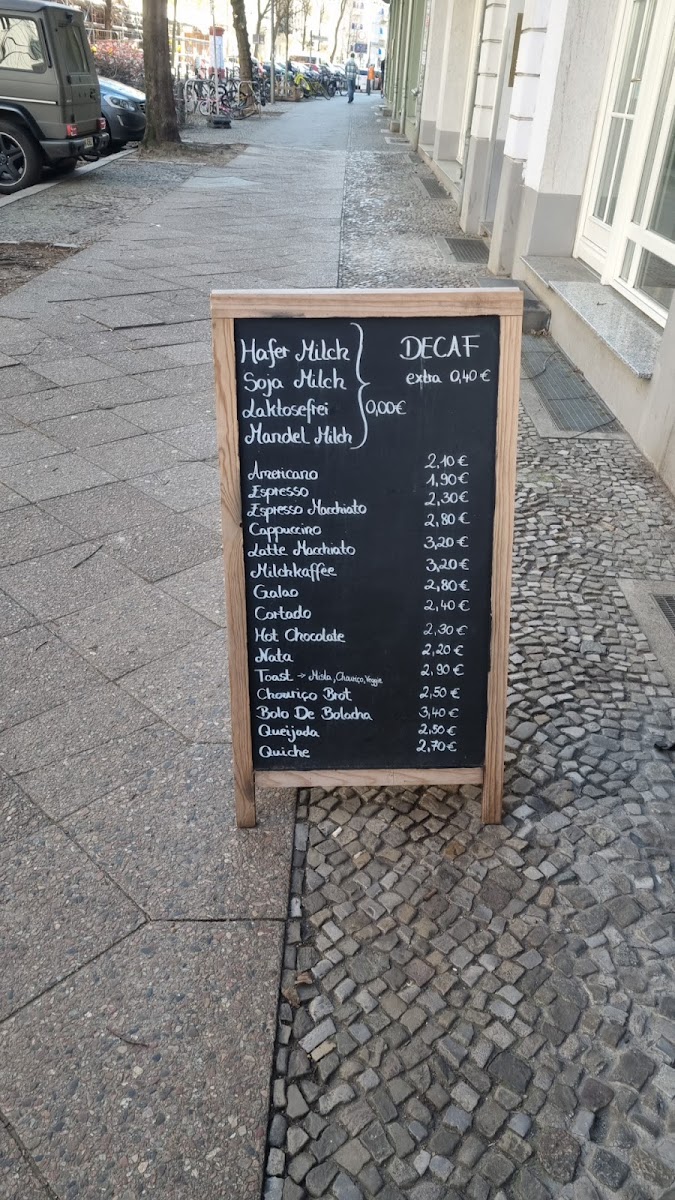 Hafer Milch
Soja Milch
Laktosefrei
Mandel Milch
0,00€
DECAF
extra 0,40€
Americano 2,10€
Espresso 1,90€
Espresso Macchiato 2,30€
Cappuccino 2,80€
Latte Macchiato 3,20€
Milchkaffee 3,20€
Galao 2,80€
Cortado 2,40€
Hot Chocolate 2,30€
Nata 2,20€
Toast → Mista, Chouriço, Veggie 2,90€
Chouriço Brot 2,50€
Bolo De Bolacha 3,40€
Queijada 2,50€
Quiche 2,70€